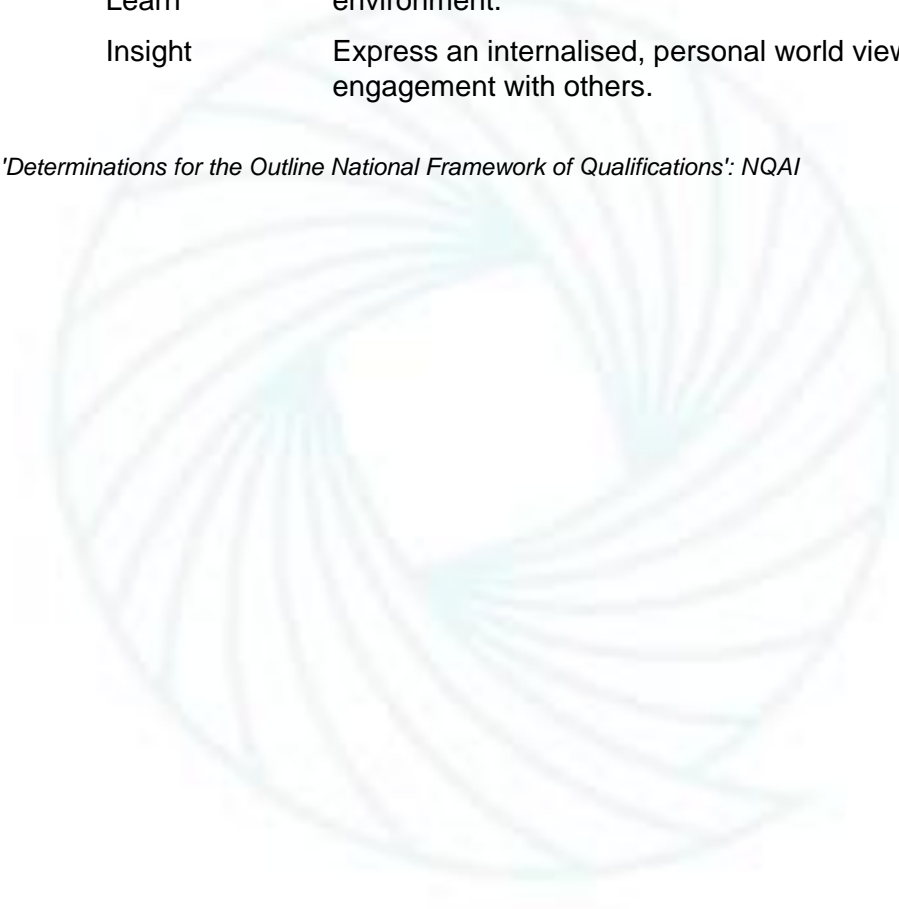 Learn environment.
Insight Express an internalised, personal world view
engagement with others.
'Determinations for the Outline National Framework of Qualifications': NQAI